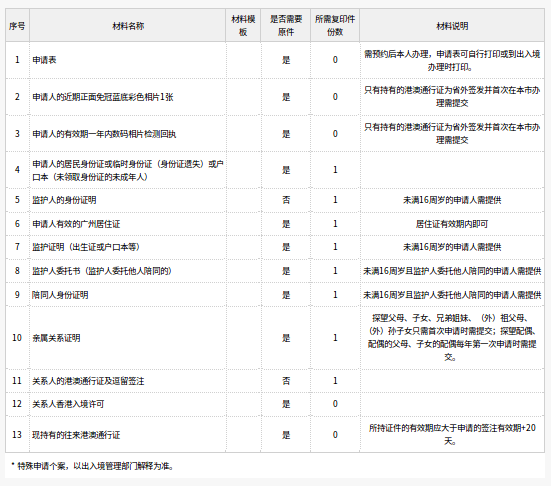 序号 材料名称 材料模板 是否需要原件 所需复印件份数 材料说明
1 申请表 是 0 需预约后本人办理，申请表可自行打印或到出入境办理时打印。
2 申请人的近期正面免冠蓝底彩色相片1张 是 0 只有持有的港澳通行证为省外签发并首次在本市办理需提交
3 申请人的有效期一年内数码相片检测回执 是 0 只有持有的港澳通行证为省外签发并首次在本市办理需提交
4 申请人的居民身份证或临时身份证（身份证遗失）或户口本（未领取身份证的未成年人） 是 1
5 监护人的身份证明 否 1 未满16周岁的申请人需提供
6 申请人有效的广州居住证 是 1 居住证有效期内即可
7 监护证明（出生证或户口本等） 是 1 未满16周岁的申请人需提供
8 监护人委托书（监护人委托他人陪同的） 是 1 未满16周岁且监护人委托他人陪同的申请人需提供
9 陪同人身份证明 是 1 未满16周岁且监护人委托他人陪同的申请人需提供
10 亲属关系证明 是 1 探望父母、子女、兄弟姐妹、（外）祖父母、（外）孙子女只需首次申请时需提交；探望配偶、配偶的父母、子女的配偶每年第一次申请时需提交。
11 关系人的港澳通行证及逗留签注 否 1
12 关系人香港入境许可 是 0
13 现持有的往来港澳通行证 是 0 所持证件的有效期应大于申请的签注有效期+20天。
* 特殊申请个案，以出入境管理部门解释为准。